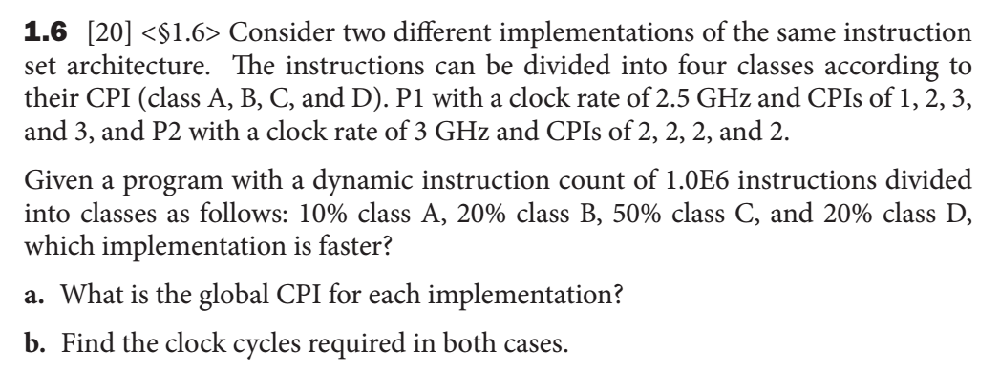 1.6 [20] <§1.6> Consider two different implementations of the same instruction
set architecture. The instructions can be divided into four classes according to
their CPI (class A, B, C, and D). P1 with a clock rate of 2.5 GHz and CPIs of 1, 2, 3,
and 3, and P2 with a clock rate of 3 GHz and CPIs of 2, 2, 2, and 2.
Given a program with a dynamic instruction count of 1.0E6 instructions divided
into classes as follows: 10% class A, 20% class B, 50% class C, and 20% class D,
which implementation is faster?
a. What is the global CPI for each implementation?
b. Find the clock cycles required in both cases.